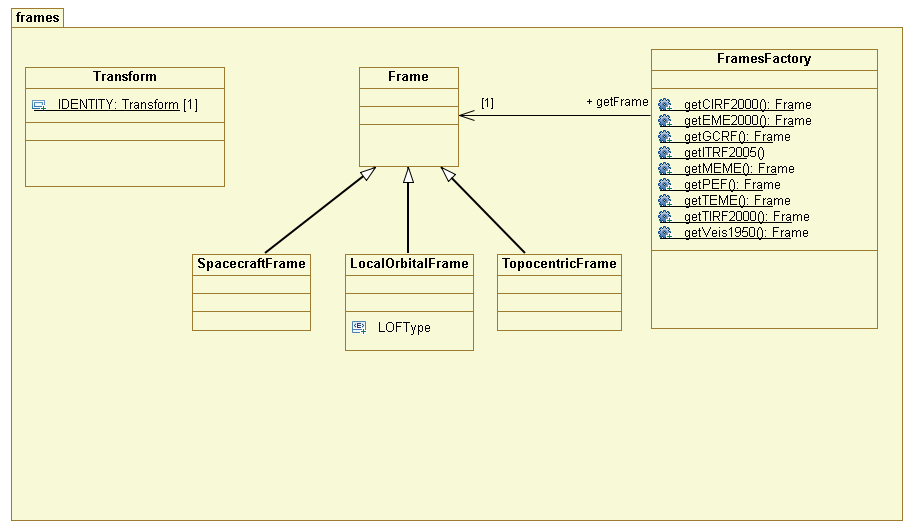 frames
Transform
IDENTITY: Transform [1]
Frame
[1]
+ getFrame
FramesFactory
getCIRF2000(): Frame
getEME2000(): Frame
getGCRF(): Frame
getITRF2005()
getMEME(): Frame
getPEF(): Frame
getTEME(): Frame
getTIRF2000(): Frame
getVeis1950(): Frame
SpacecraftFrame
LocalOrbitalFrame
LOFType
TopocentricFrame